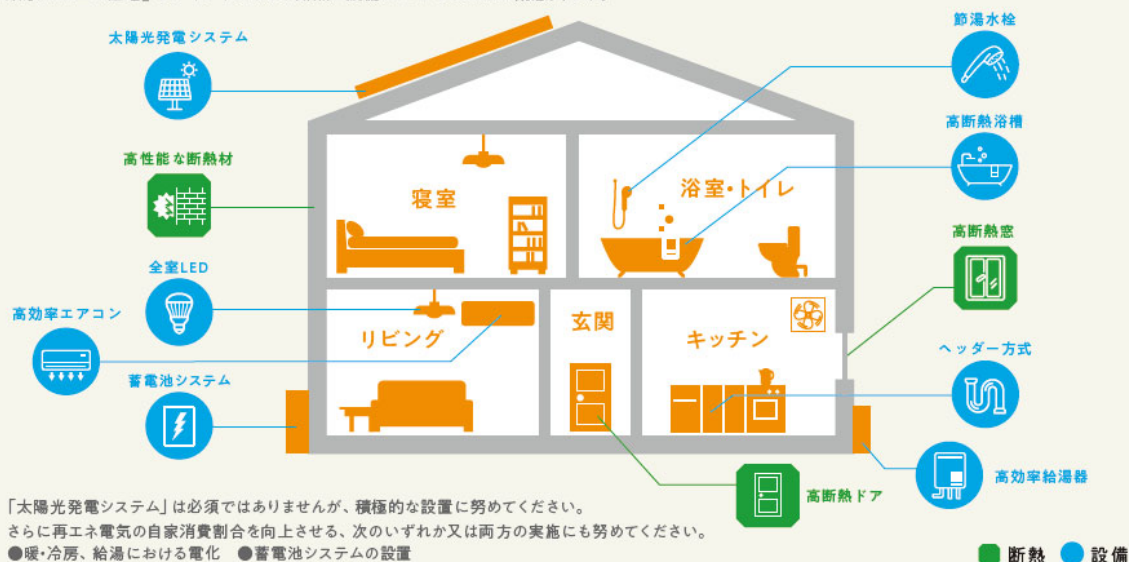 太陽光発電システム
高性能な断熱材
全室LED
高効率エアコン
蓄電池システム
寝室
浴室・トイレ
リビング
玄関
キッチン
節湯水栓
高断熱浴槽
高断熱窓
ヘッダー方式
高効率給湯器
高断熱ドア
「太陽光発電システム」は必須ではありませんが、積極的な設置に努めてください。
さらに再エネ電気の自家消費割合を向上させる、次のいずれか又は両方の実施にも努めてください。
●暖・冷房、給湯における電化 ●蓄電池システムの設置
断熱 設備